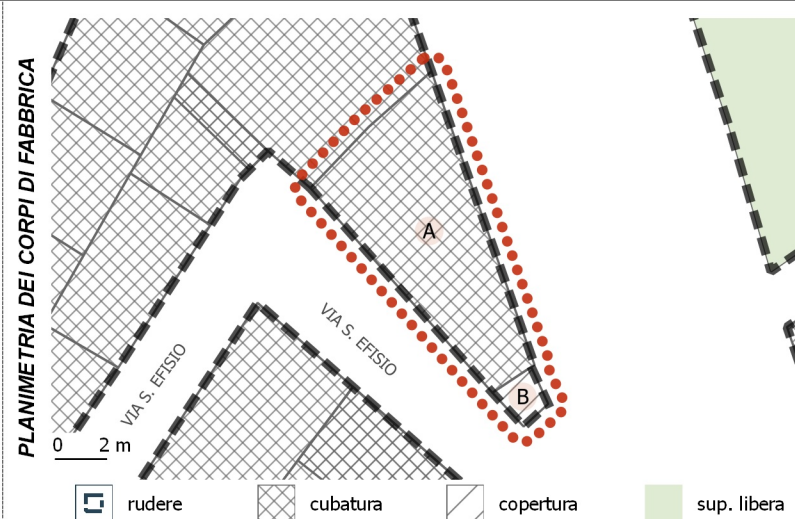 PLANIMETRIA DEI CORPI DI FABBRICA
A
VIA S. EFISIO
VIA S. EFISIO
B
0 2 m
rudere cubatura copertura sup. libera